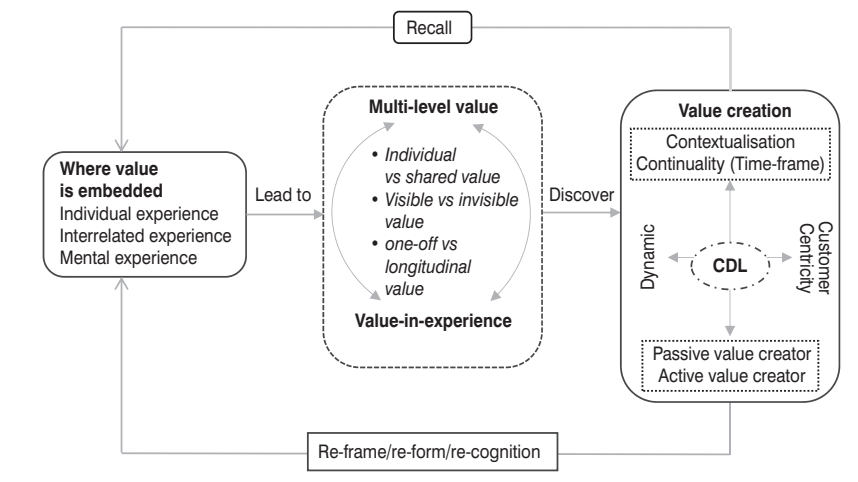 Recall
Where value
is embedded
Individual experience
Interrelated experience
Mental experience
Lead to
Multi-level value
• Individual
vs shared value
• Visible vs invisible
value
• one-off vs
longitudinal
value
Value-in-experience
Discover
Value creation
Contextualisation
Continuality (Time-frame)
Dynamic
CDL
Customer
Centricity
Passive value creator
Active value creator
Re-frame/re-form/re-cognition